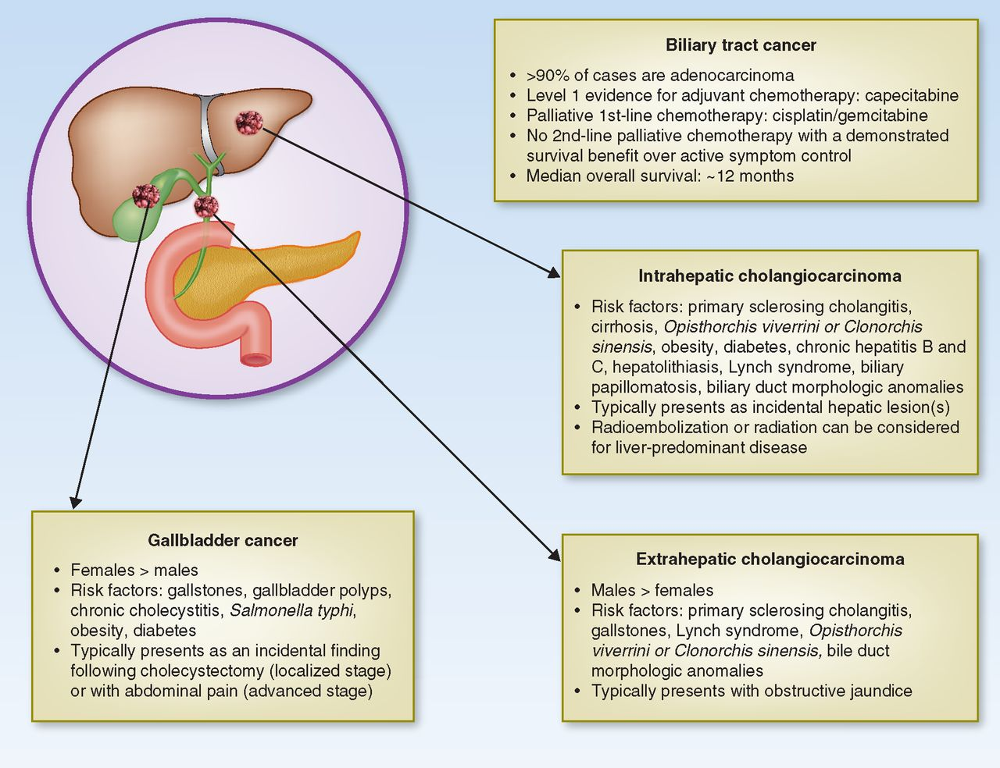 Biliary tract cancer
• >90% of cases are adenocarcinoma
• Level 1 evidence for adjuvant chemotherapy: capecitabine
• Palliative 1st-line chemotherapy: cisplatin/gemcitabine
• No 2nd-line palliative chemotherapy with a demonstrated
survival benefit over active symptom control
• Median overall survival: ~12 months
Intrahepatic cholangiocarcinoma
• Risk factors: primary sclerosing cholangitis,
cirrhosis, Opisthorchis viverrini or Clonorchis
sinensis, obesity, diabetes, chronic hepatitis B and
C, hepatolithiasis, Lynch syndrome, biliary
papillomatosis, biliary duct morphologic anomalies
• Typically presents as incidental hepatic lesion(s)
• Radioembolization or radiation can be considered
for liver-predominant disease
Gallbladder cancer
• Females > males
• Risk factors: gallstones, gallbladder polyps,
chronic cholecystitis, Salmonella typhi,
obesity, diabetes
• Typically presents as an incidental finding
following cholecystectomy (localized stage)
or with abdominal pain (advanced stage)
Extrahepatic cholangiocarcinoma
• Males > females
• Risk factors: primary sclerosing cholangitis,
gallstones, Lynch syndrome, Opisthorchis
viverrini or Clonorchis sinensis, bile duct
morphologic anomalies
• Typically presents with obstructive jaundice